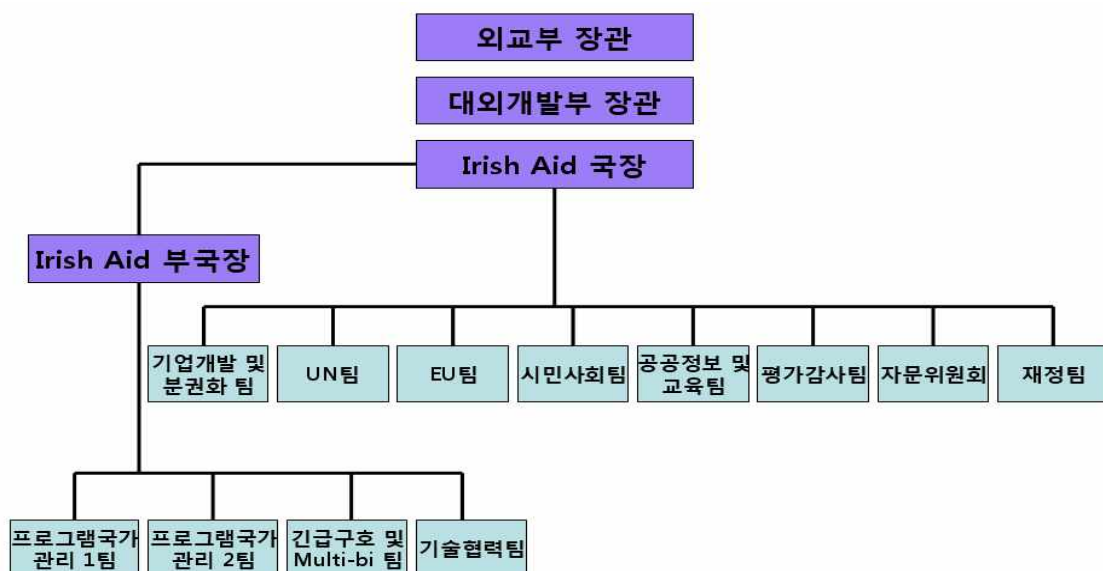 외교부 장관
대외개발부 장관
Irish Aid 국장
Irish Aid 부국장
기업개발 및
분권화 팀
UN팀
EU팀
시민사회팀
공공정보 및
교육팀
평가감사팀
자문위원회
재정팀
프로그램국가
관리 1팀
프로그램국가
관리 2팀
긴급구호 및
Multi-bi 팀
기술협력팀